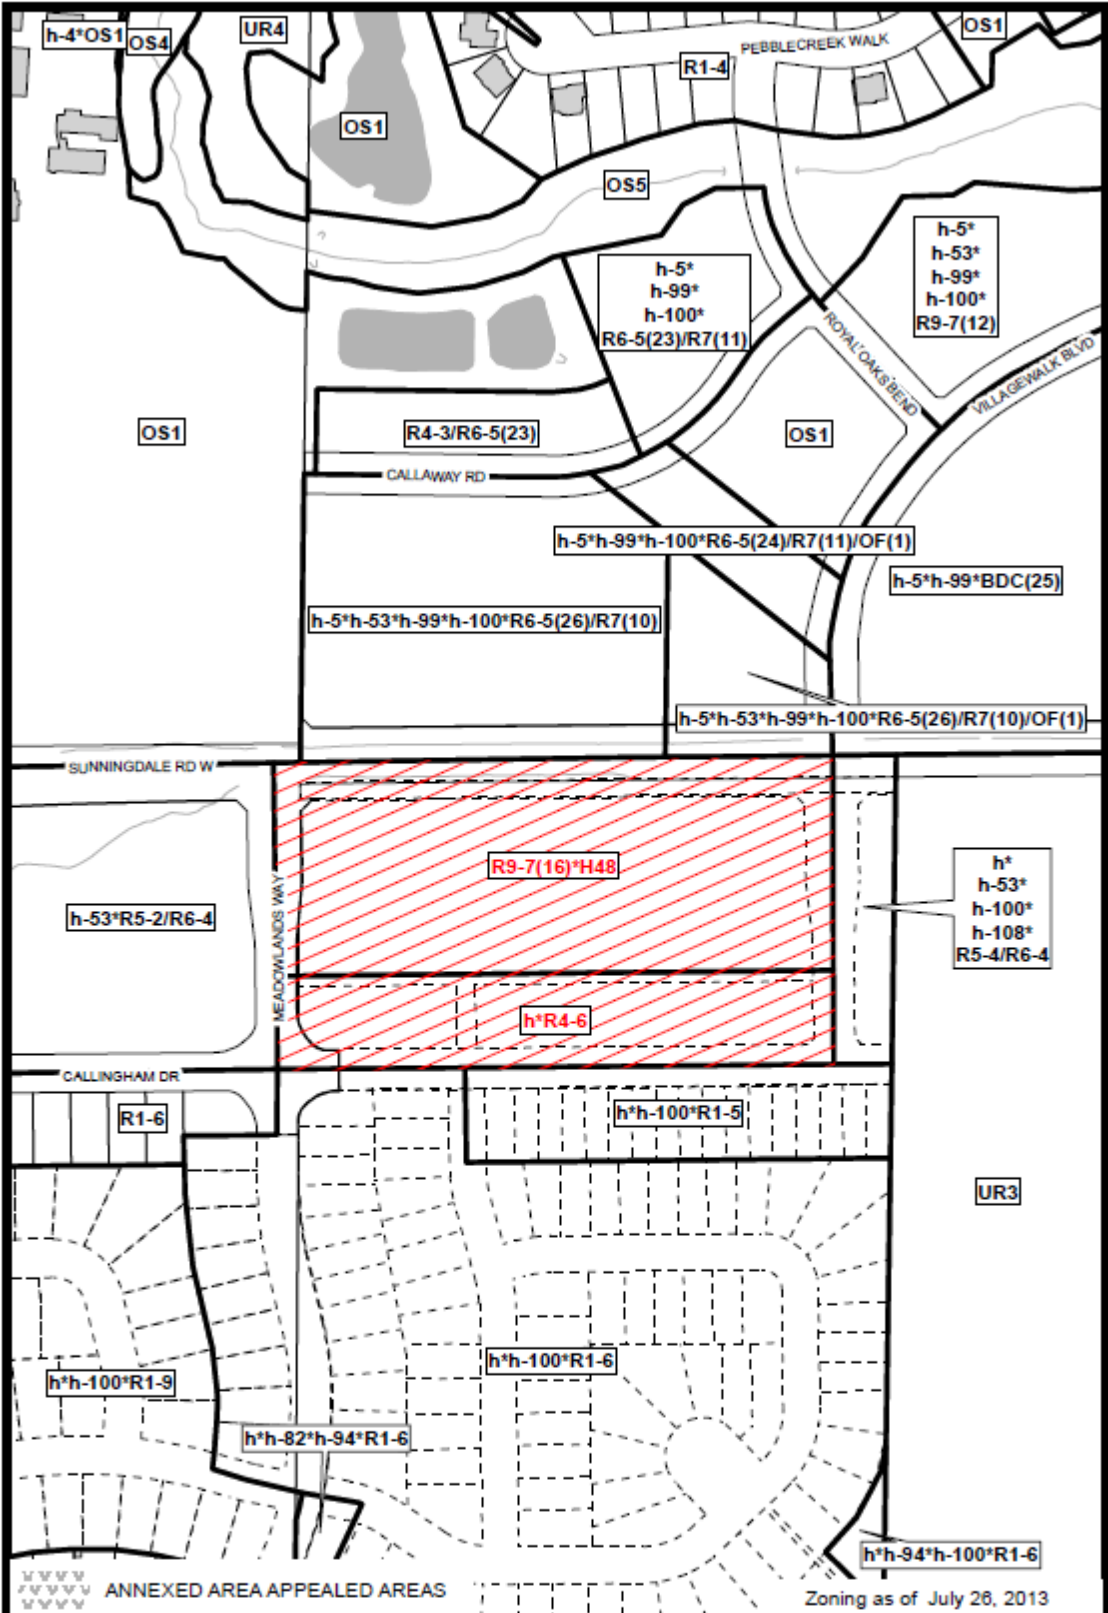 h-4*OS1
OS4
UR4
OS1
PEBBLECREEK WALK
R1-4
OS1
OS5
h-5*
h-99*
h-100*
R6-5(23)/R7(11)
h-5*
h-53*
h-99*
h-100*
R9-7(12)
ROYAL OAKS BEND
VILLAGEWALK BLVD
OS1
R4-3/R6-5(23)
OS1
CALLAWAY RD
h-5*h-99*h-100*R6-5(24)/R7(11)/OF(1)
h-5*h-99*BDC(25)
h-5*h-53*h-99*h-100*R6-5(26)/R7(10)
h-5*h-53*h-99*h-100*R6-5(26)/R7(10)/OF(1)
SUNNINGDALE RD W
R9-7(16)*H48
h*
h-53*
h-100*
h-108*
R5-4/R6-4
h-53*R5-2/R6-4
MEADOWLANDS WAY
h*R4-6
CALLINGHAM DR
R1-6
h*h-100*R1-5
UR3
h*h-100*R1-9
h*h-100*R1-6
h*h-82*h-94*R1-6
h*h-94*h-100*R1-6
ANNEXED AREA APPEALED AREAS
Zoning as of July 26, 2013